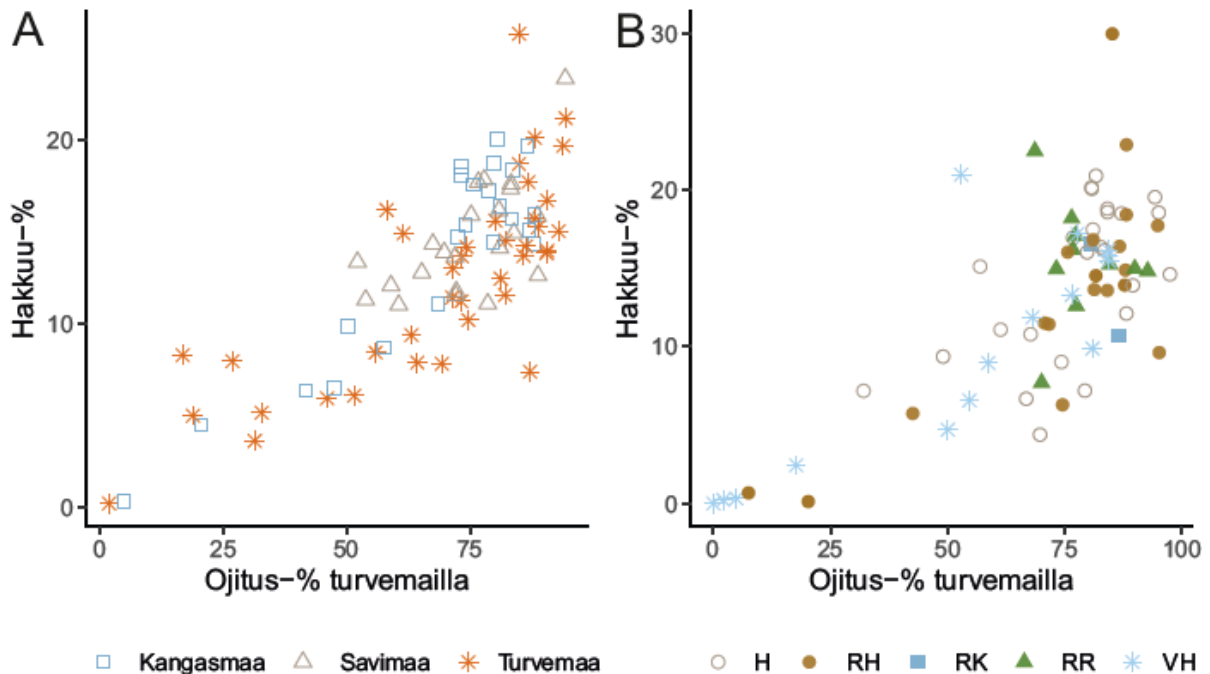 A
Hakkuu-%
20
10
0
0
25
50
75
Ojitus-% turvemailla
Kangasmaa
Savimaa
Turvemaa
B
Hakkuu-%
30
20
10
0
0
25
50
75
100
Ojitus-% turvemailla
H
RH
RK
RR
VH